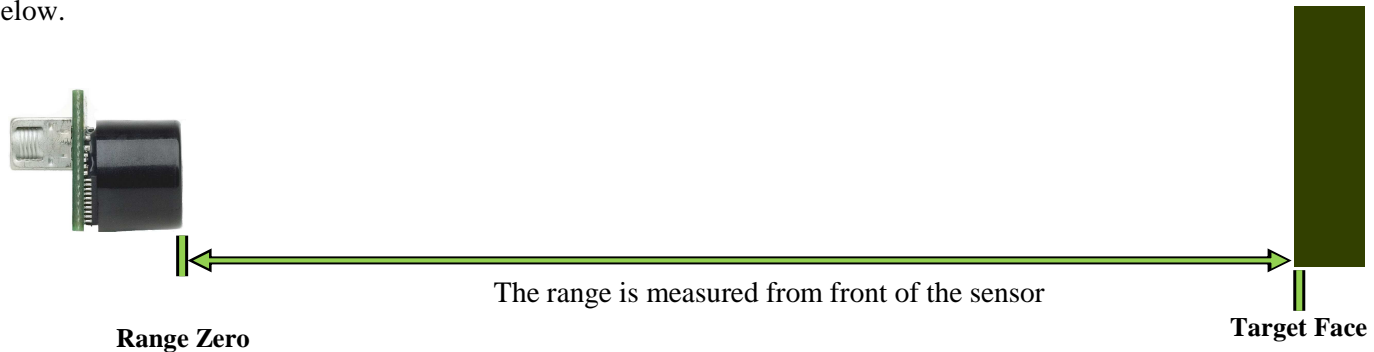 elow.
The range is measured from front of the sensor
Target Face
Range Zero